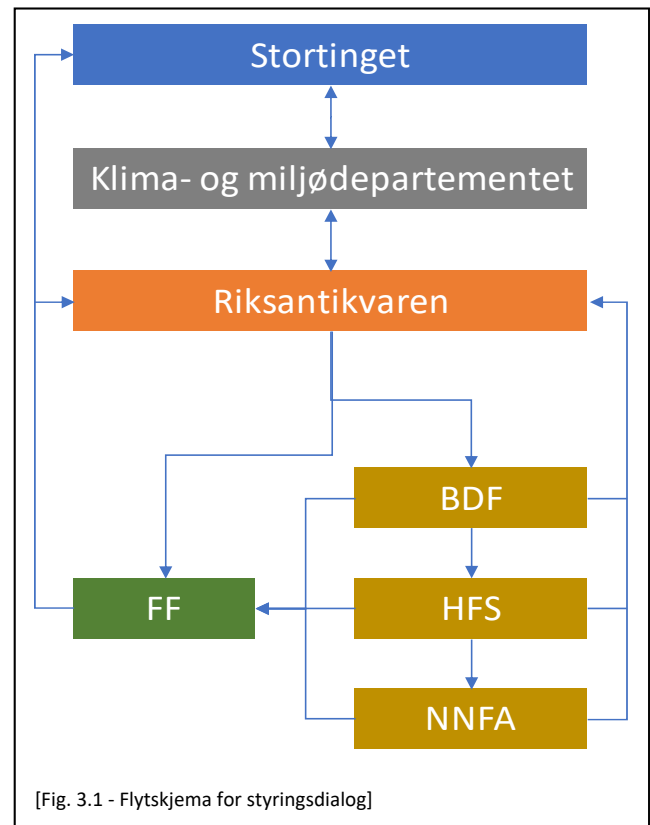 Stortinget
Klima- og miljødepartementet
Riksantikvaren
BDF
FF
HFS
NNFA
[Fig. 3.1 - Flytskjema for styringsdialog]